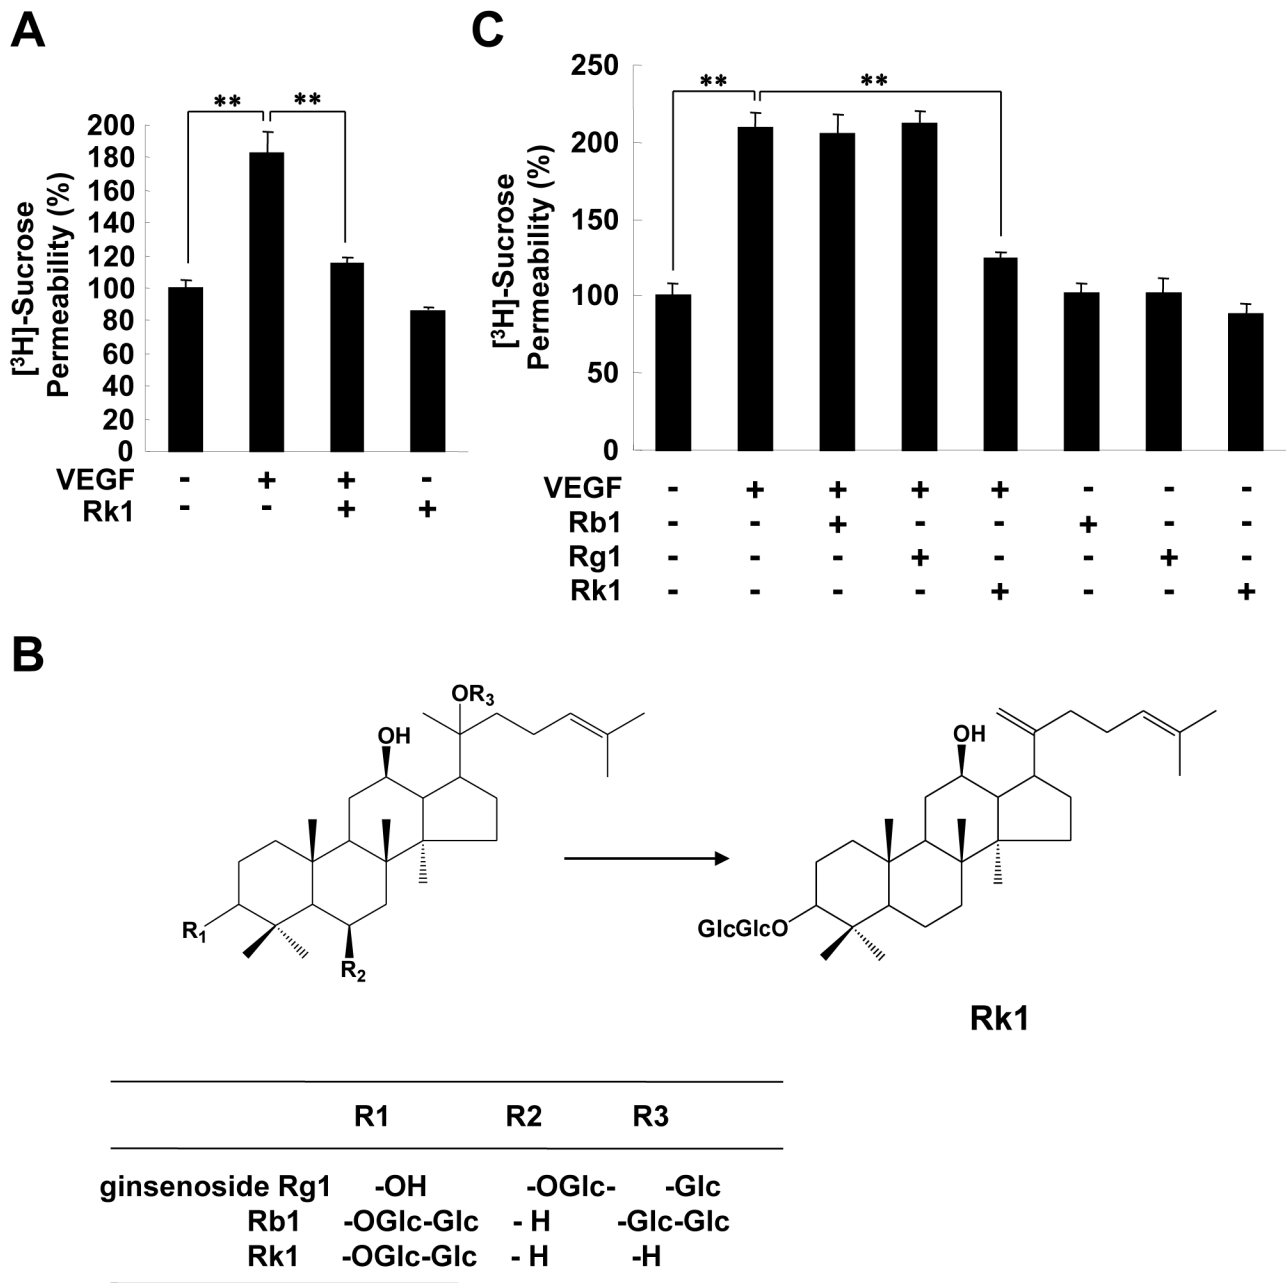 A
** **
[³H]-Sucrose
Permeability (%)
200
180
160
140
120
100
80
60
40
20
0
VEGF - + + -
Rk1 - - + +
C
** **
[³H]-Sucrose
Permeability (%)
250
200
150
100
50
0
VEGF - + + + + - - -
Rb1 - - + - - + - -
Rg1 - - - + - - + -
Rk1 - - - - + - - +
B
OR3
OH
R1
R2
OH
GlcGlcO
Rk1
R1 R2 R3
ginsenoside Rg1 -OH -OGlc- -Glc
Rb1 -OGlc-Glc - H -Glc-Glc
Rk1 -OGlc-Glc - H -H